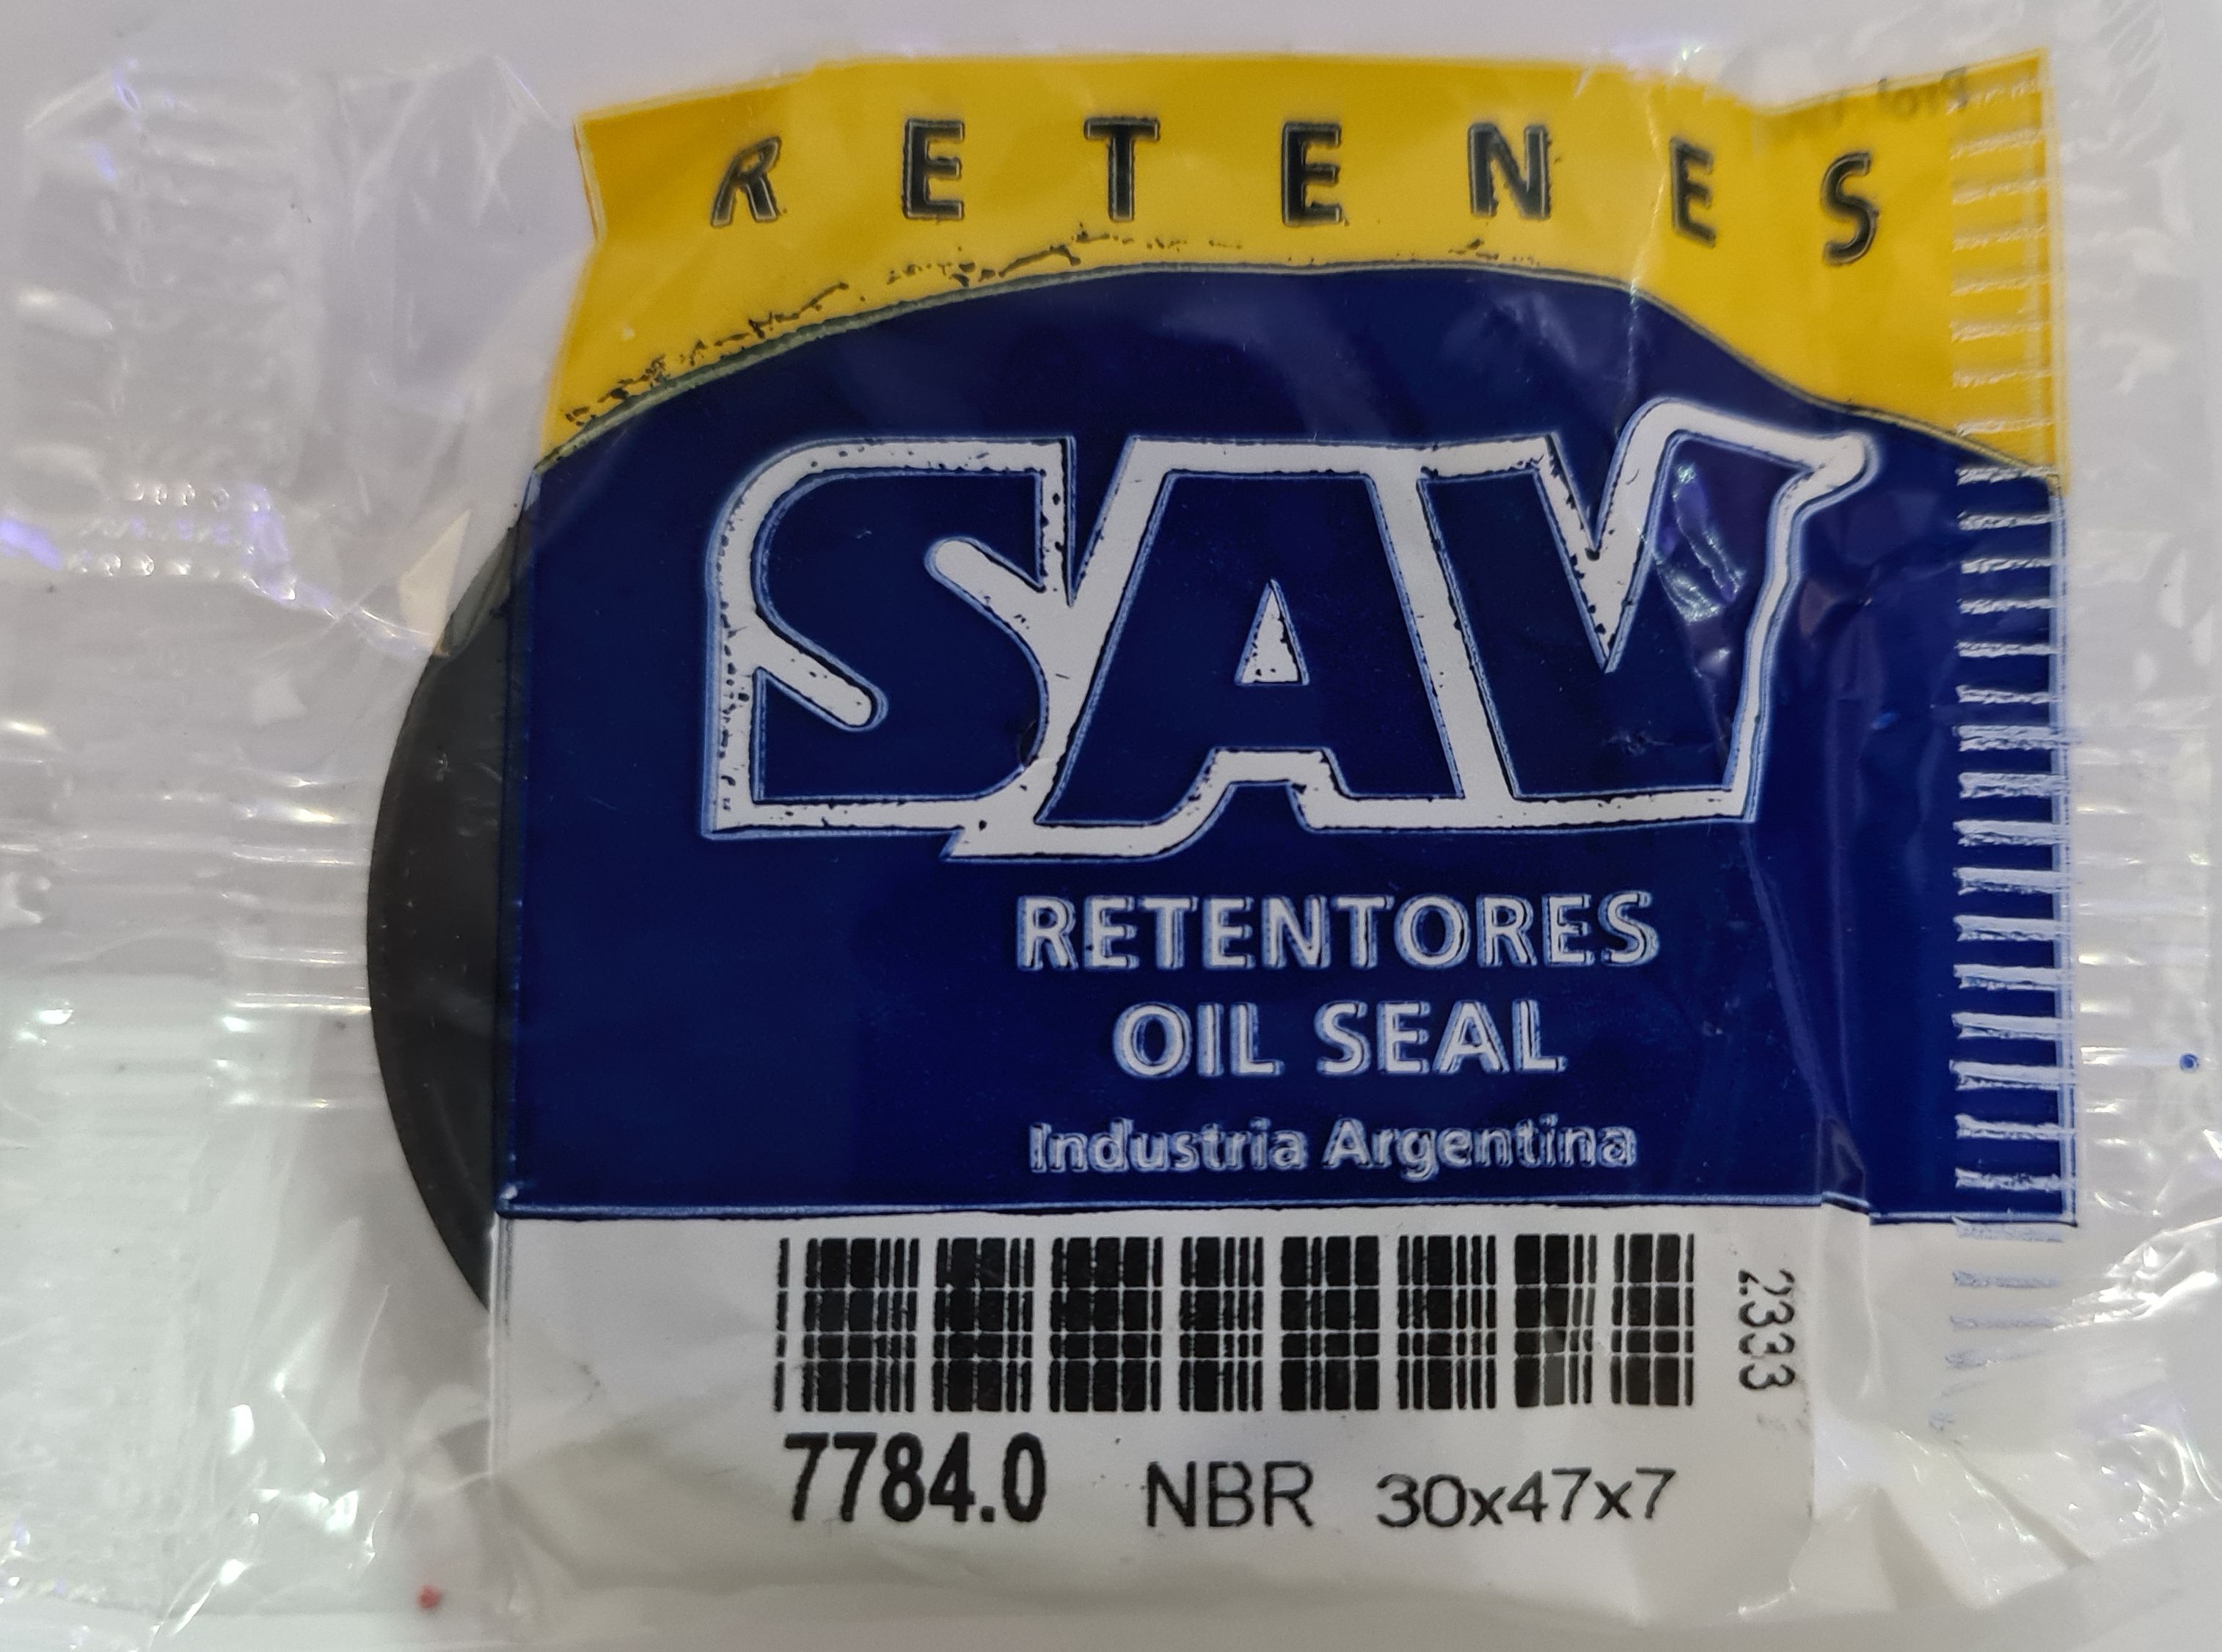 RETENES
SAV
RETENTORES
OIL SEAL
Industria Argentina
2333
7784.0 NBR 30x47x7